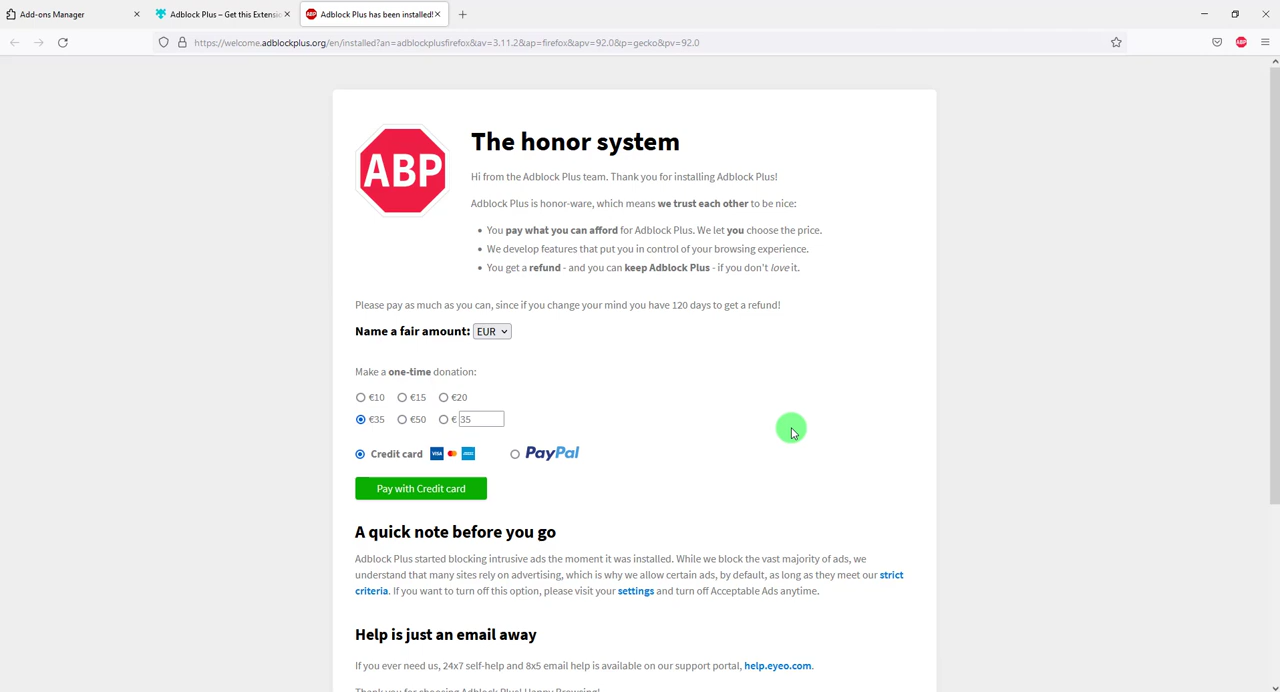 Add-ons Manager
Adblock Plus – Get this Extensi
Adblock Plus has been installed!
https://welcome.adblockplus.org/en/installed?an=adblockplusfirefox&av=3.11.2&ap=firefox&apv=92.0&p=gecko&pv=92.0
ABP
ABP
The honor system
Hi from the Adblock Plus team. Thank you for installing Adblock Plus!
Adblock Plus is honor-ware, which means we trust each other to be nice:
• You pay what you can afford for Adblock Plus. We let you choose the price.
• We develop features that put you in control of your browsing experience.
• You get a refund - and you can keep Adblock Plus - if you don't love it.
Please pay as much as you can, since if you change your mind you have 120 days to get a refund!
Name a fair amount: EUR
Make a one-time donation:
€10 €15 €20
€35 €50 € 35
Credit card VISA PayPal
Pay with Credit card
A quick note before you go
Adblock Plus started blocking intrusive ads the moment it was installed. While we block the vast majority of ads, we
understand that many sites rely on advertising, which is why we allow certain ads, by default, as long as they meet our strict
criteria. If you want to turn off this option, please visit your settings and turn off Acceptable Ads anytime.
Help is just an email away
If you ever need us, 24x7 self-help and 8x5 email help is available on our support portal, help.eyeo.com.
Thank you for choosing Adblock Plus! Happy Browsing!